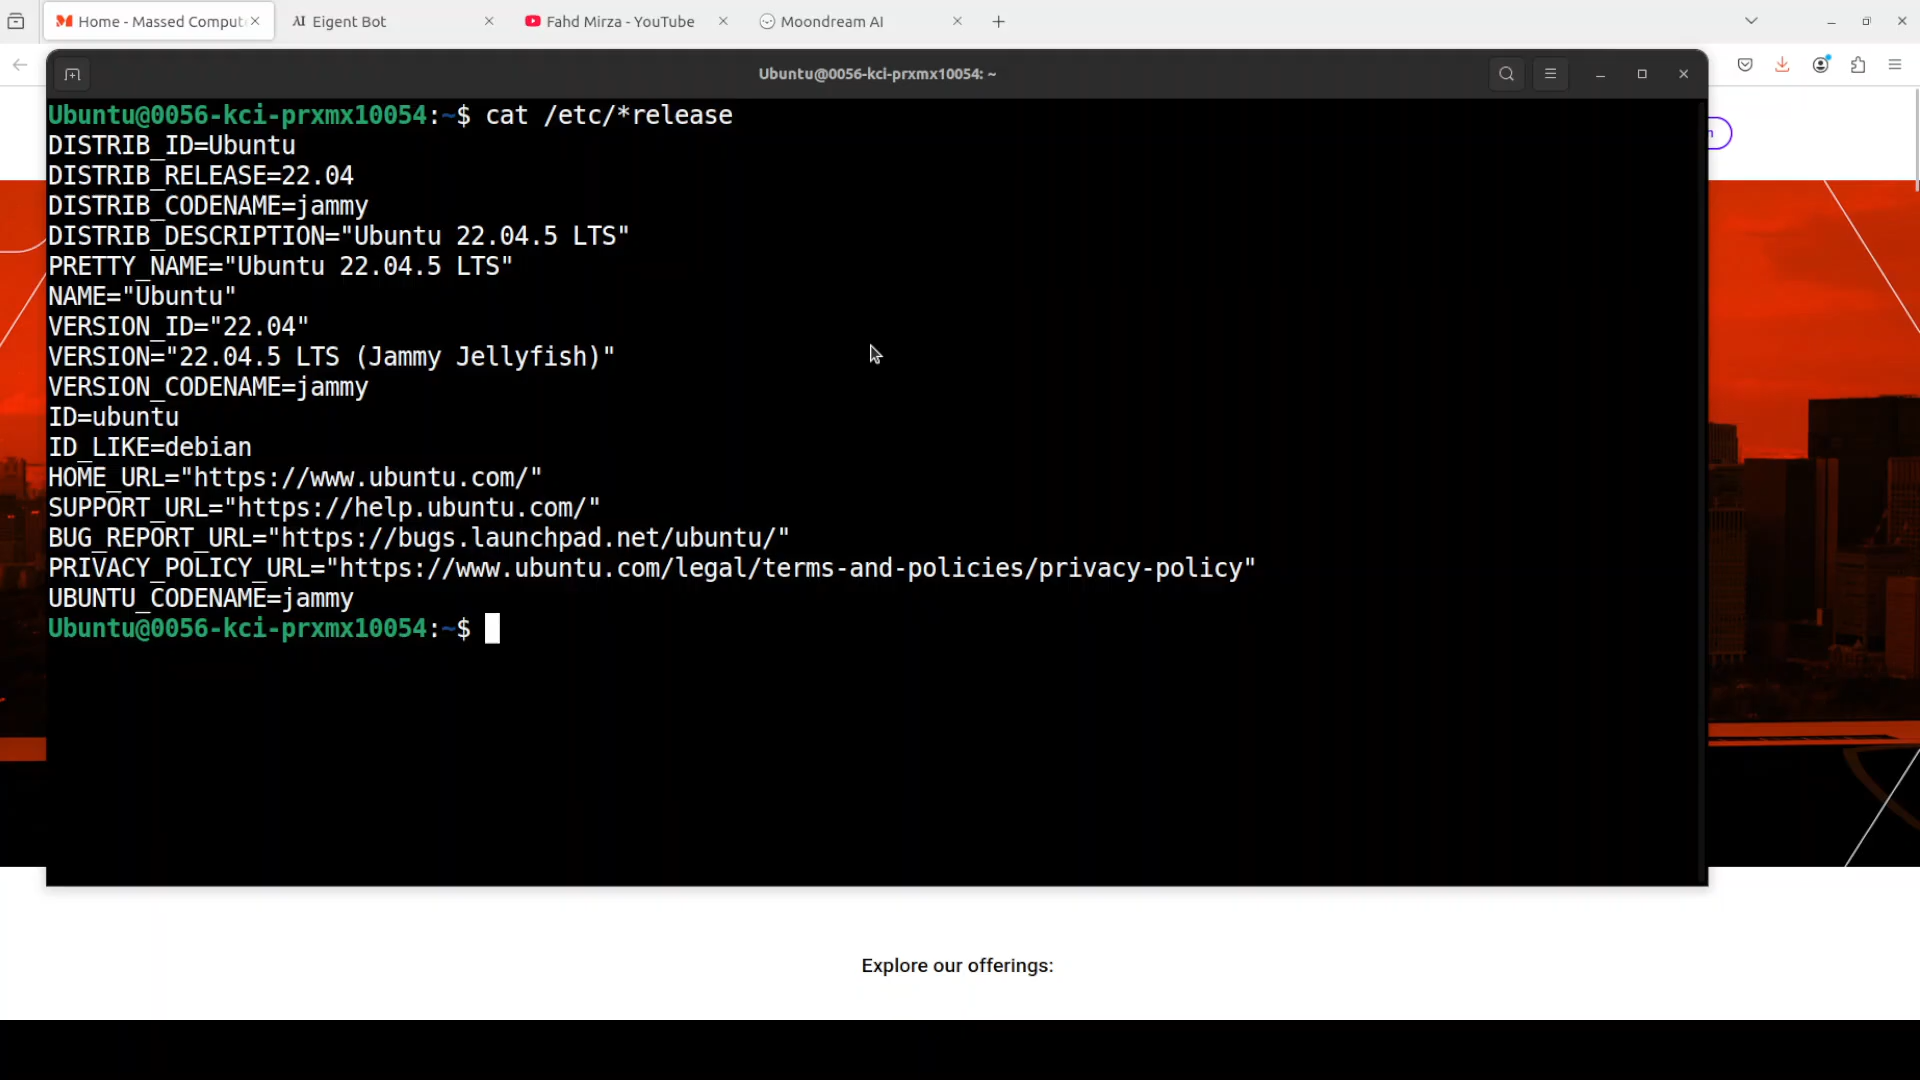 Home - Massed Comput
Eigent Bot
Fahd Mirza - YouTube
Moondream AI
Ubuntu@0056-kci-prxmx10054: ~
Ubuntu@0056-kci-prxmx10054:~$ cat /etc/*release
DISTRIB_ID=Ubuntu
DISTRIB_RELEASE=22.04
DISTRIB_CODENAME=jammy
DISTRIB_DESCRIPTION="Ubuntu 22.04.5 LTS"
PRETTY_NAME="Ubuntu 22.04.5 LTS"
NAME="Ubuntu"
VERSION_ID="22.04"
VERSION="22.04.5 LTS (Jammy Jellyfish)"
VERSION_CODENAME=jammy
ID=ubuntu
ID_LIKE=debian
HOME_URL="https://www.ubuntu.com/"
SUPPORT_URL="https://help.ubuntu.com/"
BUG_REPORT_URL="https://bugs.launchpad.net/ubuntu/"
PRIVACY_POLICY_URL="https://www.ubuntu.com/legal/terms-and-policies/privacy-policy"
UBUNTU_CODENAME=jammy
Ubuntu@0056-kci-prxmx10054:~$
Explore our offerings: